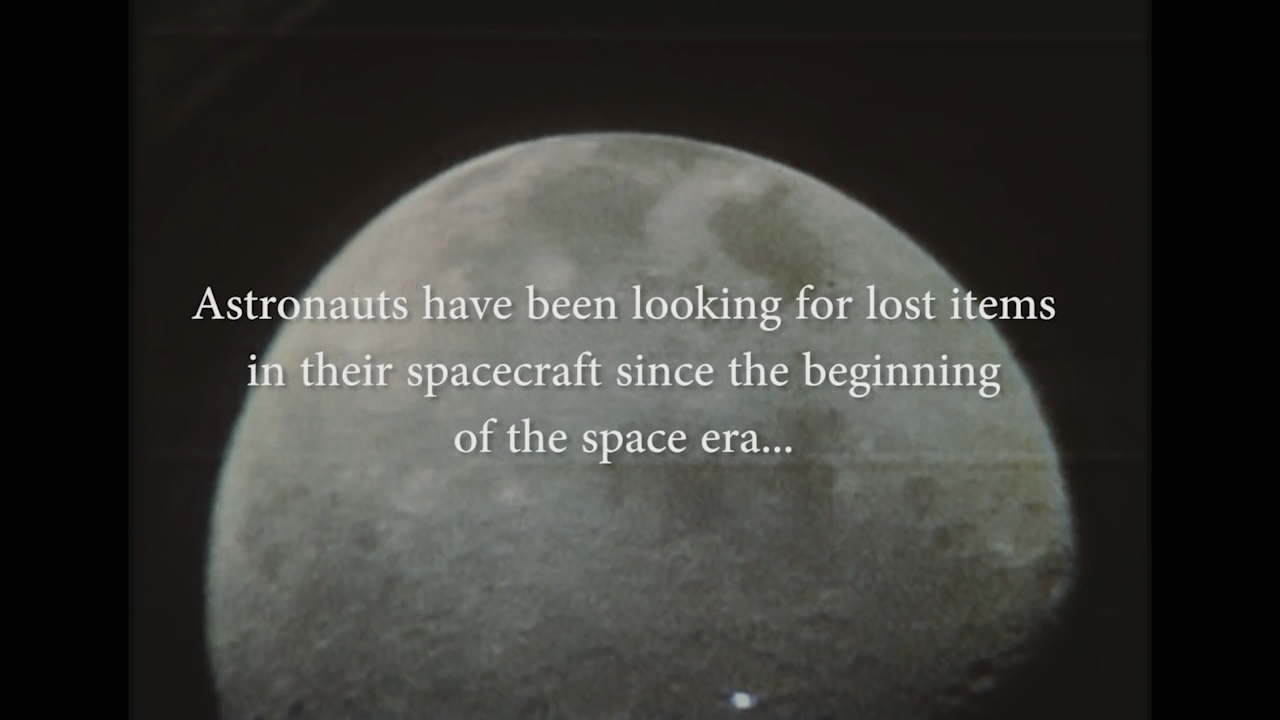 Astronauts have been looking for lost items
in their spacecraft since the beginning
of the space era...